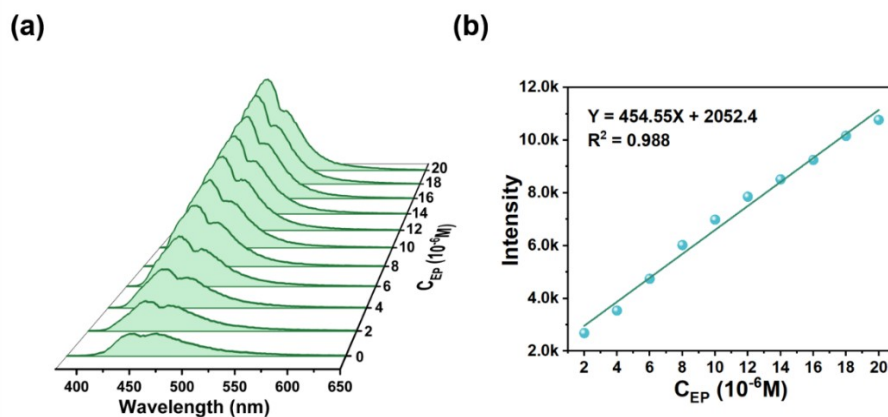 (a)
20
18
16
14
12
10
8
6
4
2
0
C_EP (10^-6M)
400 450 500 550 600 650
Wavelength (nm)
(b)
12.0k
10.0k
8.0k
6.0k
4.0k
2.0k
Intensity
Y = 454.55X + 2052.4
R² = 0.988
2 4 6 8 10 12 14 16 18 20
C_EP (10^-6M)